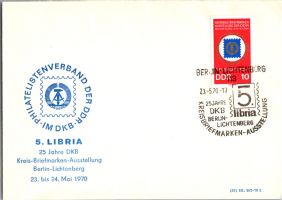 PHILATELISTENVERBAND DER DDR
IM DKB
5. LIBRIA
25 Jahre DKB
Kreis-Briefmarken-Ausstellung
Berlin-Lichtenberg
23. bis 24. Mai 1970
DDR 10
BERLIN-LICHTENBERG
23.-5.70-17
25 JAHRE
DKB
BERLIN-
LICHTENBERG
5.
libria
KREISBRIEFMARKEN-AUSSTELLUNG